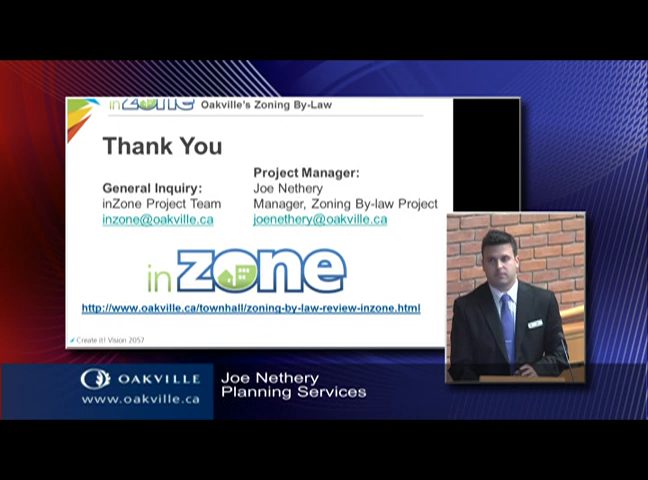 inzone Oakville's Zoning By-Law
Thank You
General Inquiry:
inZone Project Team
inzone@oakville.ca
Project Manager:
Joe Nethery
Manager, Zoning By-law Project
joenethery@oakville.ca
inzone
http://www.oakville.ca/townhall/zoning-by-law-review-inzone.html
Create it! Vision 2057
OAKVILLE
www.oakville.ca
Joe Nethery
Planning Services